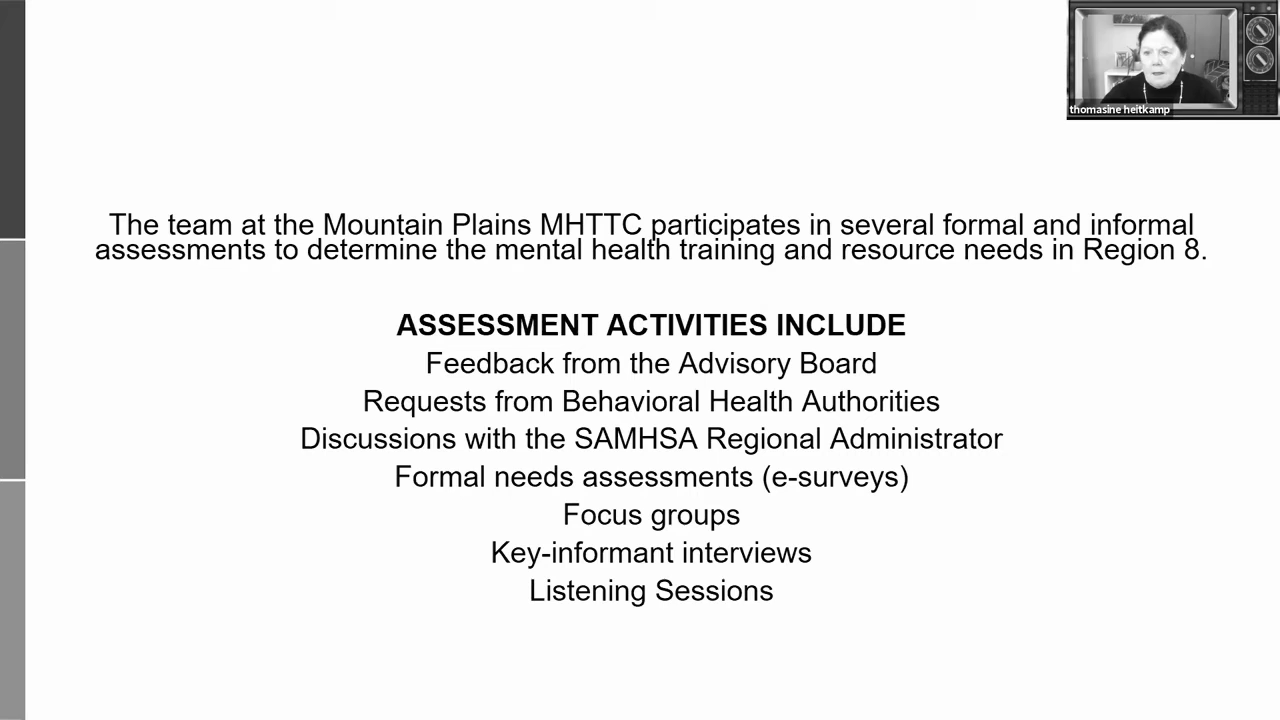 thomasine heitkamp
The team at the Mountain Plains MHTTC participates in several formal and informal
assessments to determine the mental health training and resource needs in Region 8.
ASSESSMENT ACTIVITIES INCLUDE
Feedback from the Advisory Board
Requests from Behavioral Health Authorities
Discussions with the SAMHSA Regional Administrator
Formal needs assessments (e-surveys)
Focus groups
Key-informant interviews
Listening Sessions